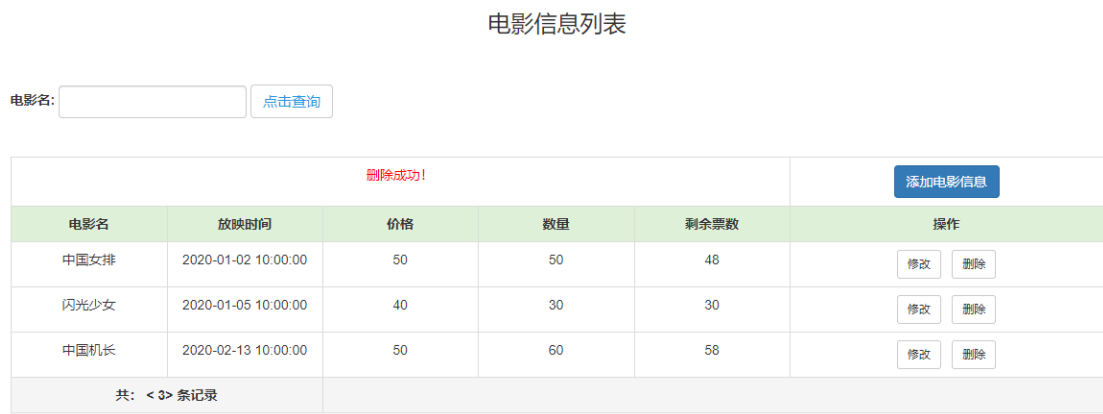 电影信息列表
电影名: 点击查询
删除成功! 添加电影信息
电影名 放映时间 价格 数量 剩余票数 操作
中国女排 2020-01-02 10:00:00 50 50 48 修改 删除
闪光少女 2020-01-05 10:00:00 40 30 30 修改 删除
中国机长 2020-02-13 10:00:00 50 60 58 修改 删除
共: < 3> 条记录